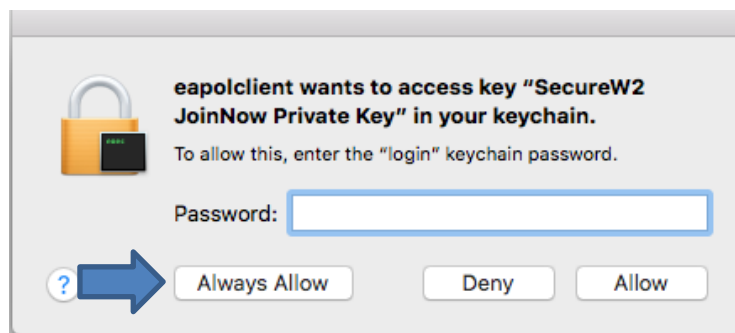 eapolclient wants to access key “SecureW2
JoinNow Private Key” in your keychain.
To allow this, enter the “login” keychain password.
Password:
?
Always Allow
Deny
Allow